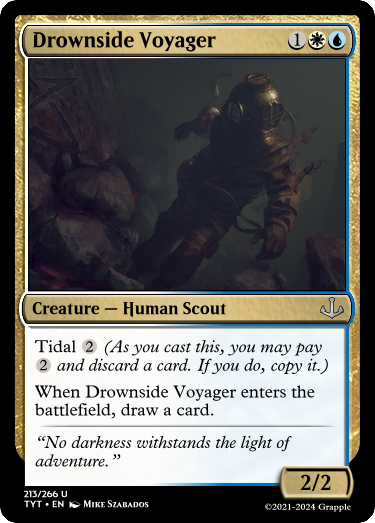 Drownside Voyager 1
Creature — Human Scout
Tidal 2 (As you cast this, you may pay
2 and discard a card. If you do, copy it.)
When Drownside Voyager enters the
battlefield, draw a card.
“No darkness withstands the light of
adventure.”
2/2
213/266 U
TYT • EN Mike Szabados
©2021-2024 Grapple